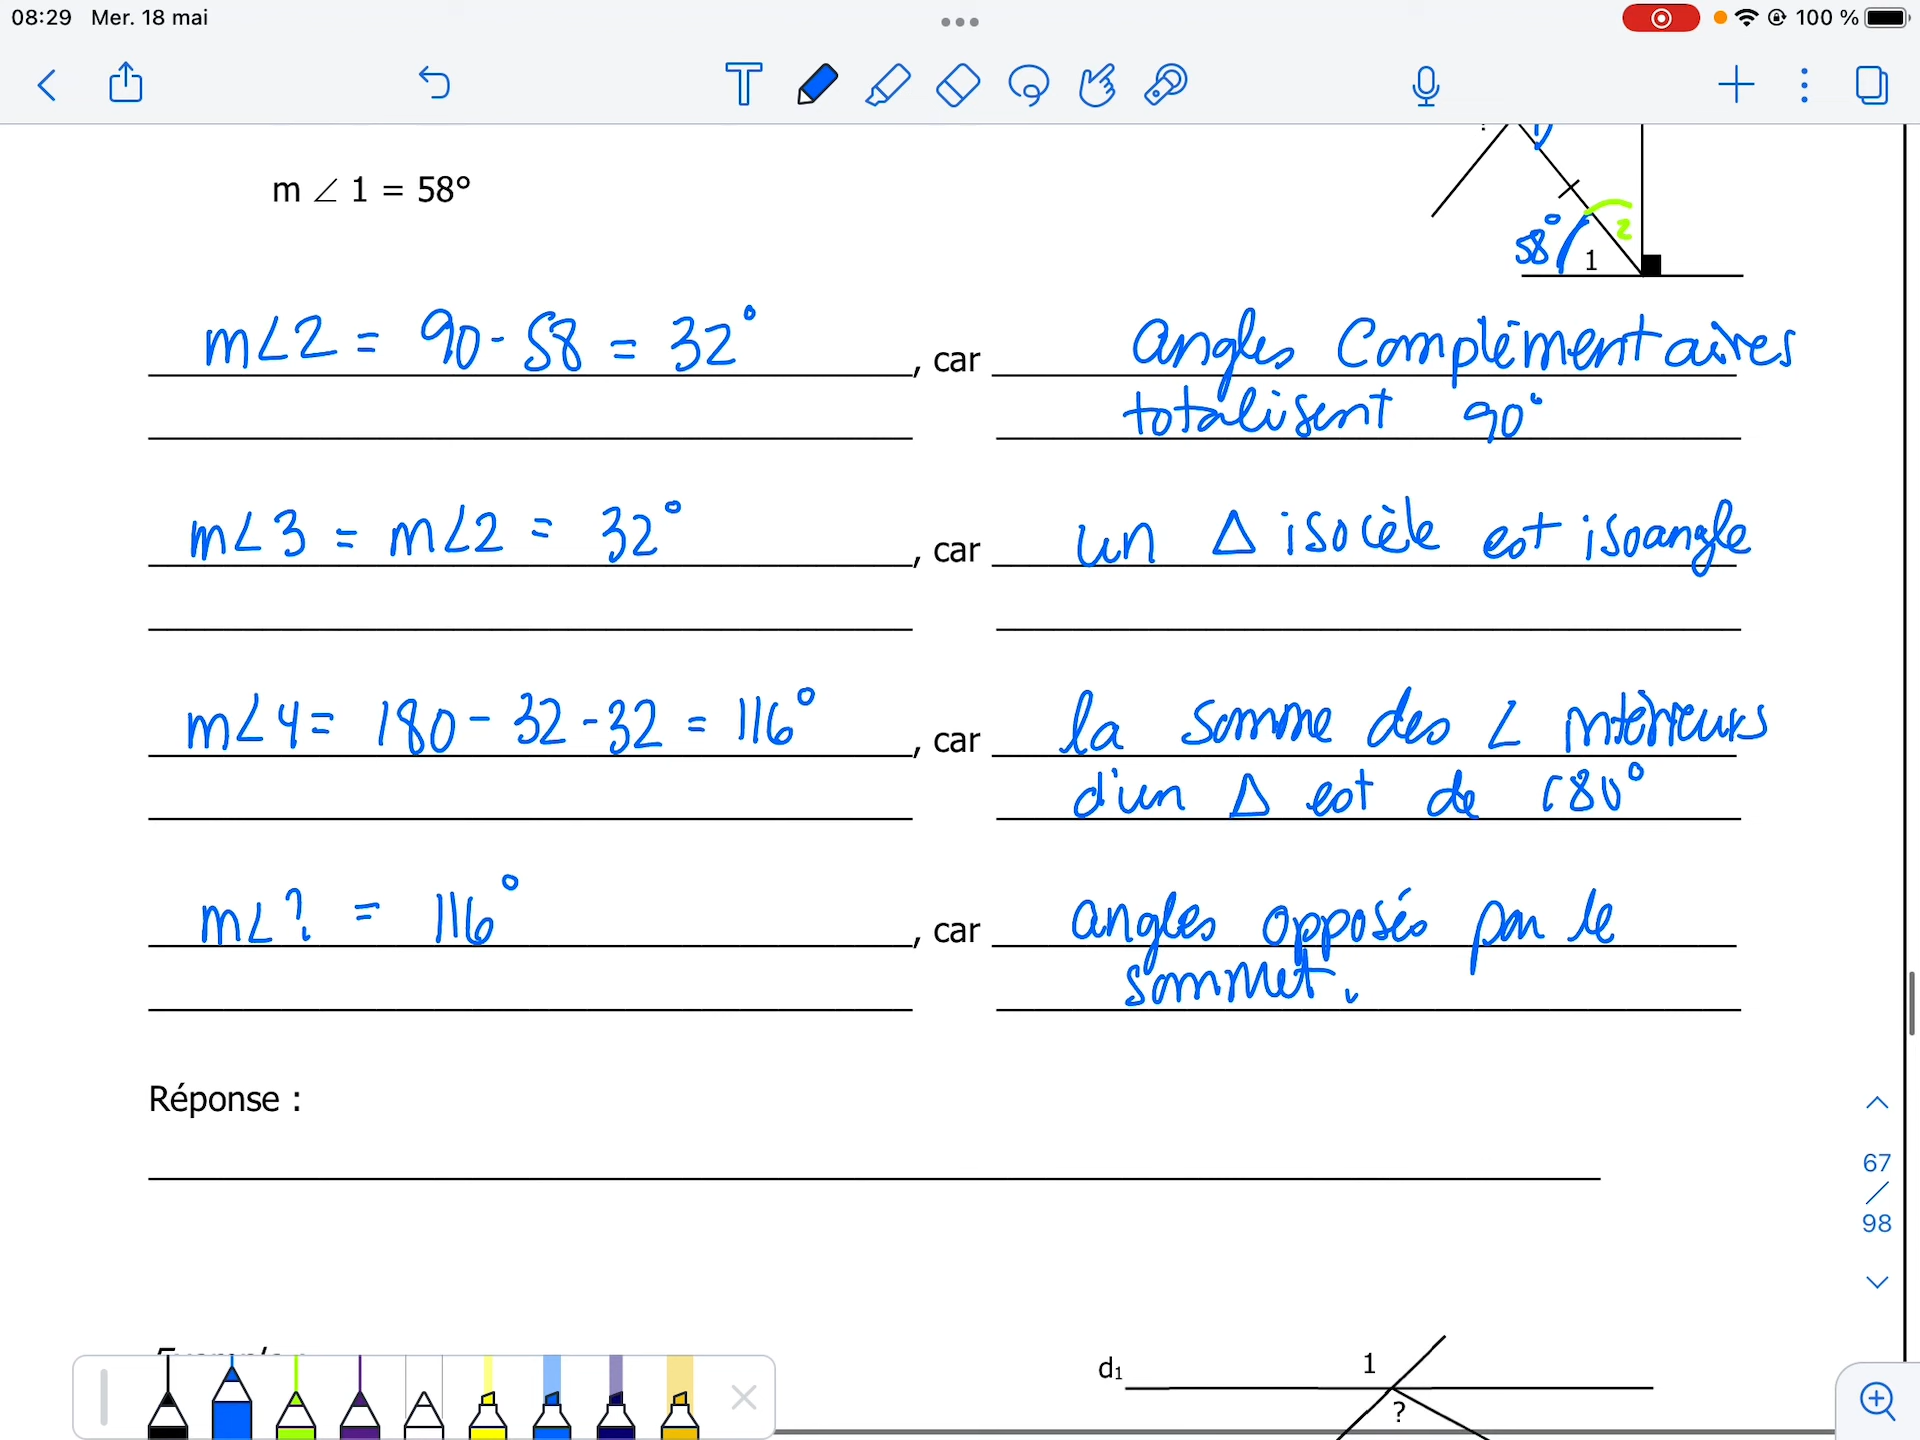 08:29 Mer. 18 mai
100 %
?
m ∠ 1 = 58°
58° 1 2
m∠2 = 90 - 58 = 32° , car angles complémentaires
totalisent 90°
m∠3 = m∠2 = 32° , car un Δ isocèle est isoangle
m∠4 = 180 - 32 - 32 = 116° , car la somme des ∠ intérieurs
d'un Δ est de 180°
m∠? = 116° , car angles opposés par le
sommet.
Réponse :
67
/
98
d₁ 1
?